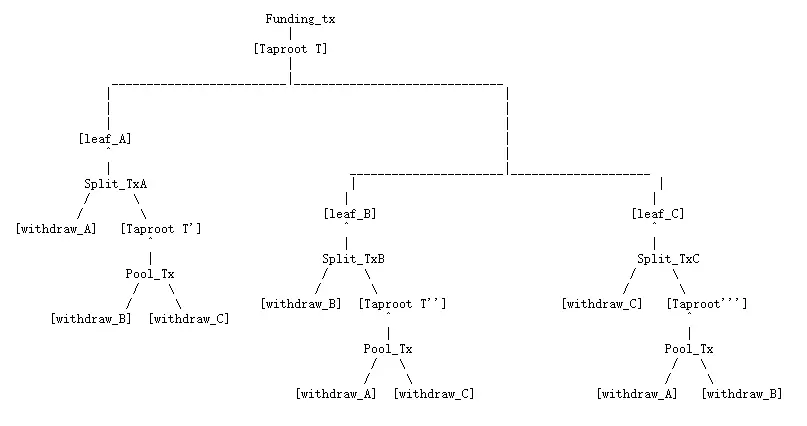 Funding_tx
[Taproot T]
[leaf_A]
Split_TxA
[withdraw_A] [Taproot T']
Pool_Tx
[withdraw_B] [withdraw_C]
[leaf_B]
Split_TxB
[withdraw_B] [Taproot T'']
Pool_Tx
[withdraw_A] [withdraw_C]
[leaf_C]
Split_TxC
[withdraw_C] [Taproot''']
Pool_Tx
[withdraw_A] [withdraw_B]